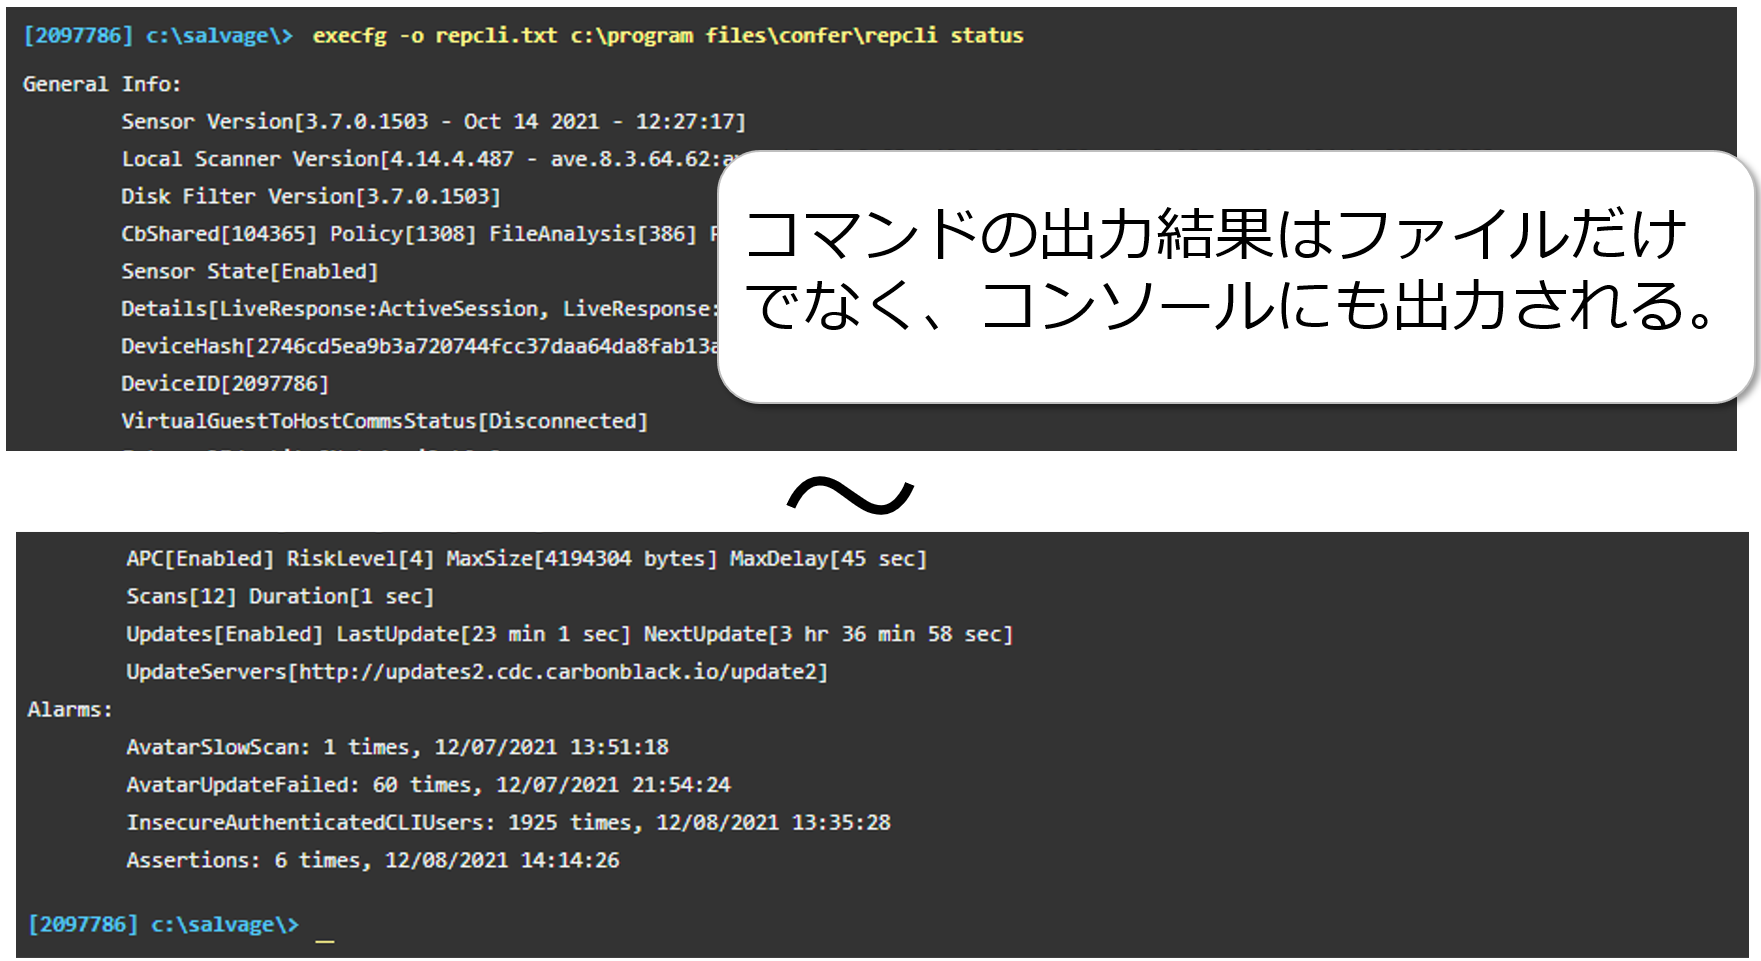 [2097786] c:\salvage\> execfg -o repcli.txt c:\program files\confer\repcli status
General Info:
Sensor Version[3.7.0.1503 - Oct 14 2021 - 12:27:17]
Local Scanner Version[4.14.4.487 - ave.8.3.64.62:a
Disk Filter Version[3.7.0.1503]
CbShared[104365] Policy[1308] FileAnalysis[386]
Sensor State[Enabled]
Details[LiveResponse:ActiveSession, LiveResponse:
DeviceHash[2746cd5ea9b3a720744fcc37daa64da8fab13a
DeviceID[2097786]
VirtualGuestToHostCommsStatus[Disconnected]
コマンドの出力結果はファイルだけ
でなく、コンソールにも出力される。
～
APC[Enabled] RiskLevel[4] MaxSize[4194304 bytes] MaxDelay[45 sec]
Scans[12] Duration[1 sec]
Updates[Enabled] LastUpdate[23 min 1 sec] NextUpdate[3 hr 36 min 58 sec]
UpdateServers[http://updates2.cdc.carbonblack.io/update2]
Alarms:
AvatarSlowScan: 1 times, 12/07/2021 13:51:18
AvatarUpdateFailed: 60 times, 12/07/2021 21:54:24
InsecureAuthenticatedCLIUsers: 1925 times, 12/08/2021 13:35:28
Assertions: 6 times, 12/08/2021 14:14:26
[2097786] c:\salvage\> _